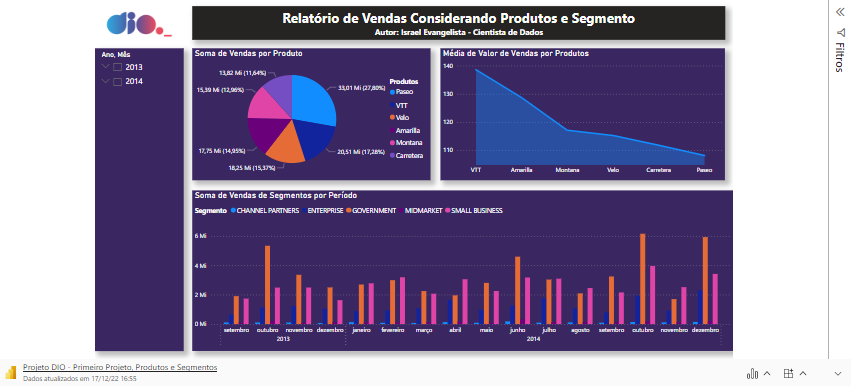 dio.
Relatório de Vendas Considerando Produtos e Segmento
Autor: Israel Evangelista - Cientista de Dados
Filtros
Ano, Mês
2013
2014
Soma de Vendas por Produto
13,82 Mi (11,64%)
15,39 Mi (12,96%)
33,01 Mi (27,80%)
17,75 Mi (14,95%)
20,51 Mi (17,28%)
18,25 Mi (15,37%)
Produtos
Paseo
VTT
Velo
Amarilla
Montana
Carretera
Média de Valor de Vendas por Produtos
140
130
120
110
VTT Amarilla Montana Velo Carretera Paseo
Soma de Vendas de Segmentos por Período
Segmento CHANNEL PARTNERS ENTERPRISE GOVERNMENT MIDMARKET SMALL BUSINESS
6 Mi
4 Mi
2 Mi
0 Mi
setembro outubro novembro dezembro janeiro fevereiro março abril maio junho julho agosto setembro outubro novembro dezembro
2013 2014
Projeto DIO - Primeiro Projeto. Produtos e Segmentos
Dados atualizados em 17/12/22 16:55